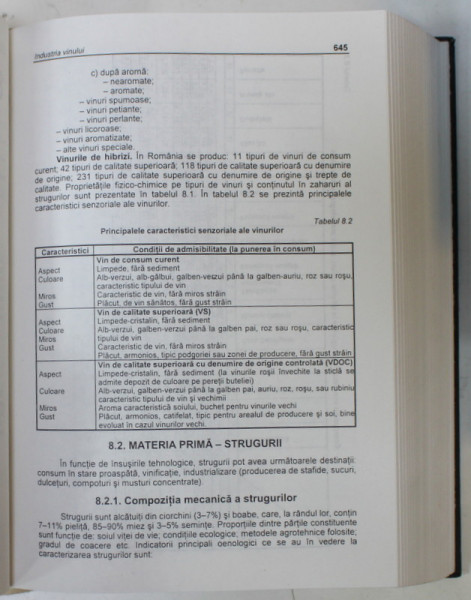 Industria vinului 645
c) după aromă:
– nearomate;
– aromate;
– vinuri spumoase;
– vinuri petiante;
– vinuri perlante;
– vinuri licoroase;
– vinuri aromatizate;
– alte vinuri speciale.
Vinurile de hibrizi. În România se produc: 11 tipuri de vinuri de consum
curent; 42 tipuri de calitate superioară; 118 tipuri de calitate superioară cu denumire
de origine; 231 tipuri de calitate superioară cu denumire de origine și trepte de
calitate. Proprietățile fizico-chimice pe tipuri de vinuri și conținutul în zaharuri al
strugurilor sunt prezentate în tabelul 8.1. În tabelul 8.2 se prezintă principalele
caracteristici senzoriale ale vinurilor.
Tabelul 8.2
Principalele caracteristici senzoriale ale vinurilor
Caracteristici Condiții de admisibilitate (la punerea în consum)
Vin de consum curent
Aspect Limpede, fără sediment
Culoare Alb-verzui, alb-gălbui, galben-verzui până la galben-auriu, roz sau roșu,
caracteristic tipului de vin
Miros Caracteristic de vin, fără miros străin
Gust Plăcut, de vin sănătos, fără gust străin
Vin de calitate superioară (VS)
Aspect Limpede-cristalin, fără sediment
Culoare Alb-verzui, galben-verzui până la galben pai, roz sau roșu, caracteristic
tipului de vin
Miros Caracteristic de vin, fără miros străin
Gust Plăcut, armonios, tipic podgoriei sau zonei de producere, fără gust străin
Vin de calitate superioară cu denumire de origine controlată (VDOC)
Aspect Limpede-cristalin, fără sediment (la vinurile roșii învechite la sticlă se
admite depozit de culoare pe pereții buteliei)
Culoare Alb-verzui, galben-verzui până la galben pai, auriu, roz, roșu, sau rubiniu
caracteristic tipului de vin și vechimii
Miros Aroma caracteristică soiului, buchet pentru vinurile vechi
Gust Plăcut, armonios, catifelat, tipic pentru arealul de producere și soi, bine
evoluat în cazul vinurilor vechi.
8.2. MATERIA PRIMĂ – STRUGURII
În funcție de însușirile tehnologice, strugurii pot avea următoarele destinații:
consum în stare proaspătă, vinificație, industrializare (producerea de stafide, sucuri,
dulcețuri, compoturi și musturi concentrate).
8.2.1. Compoziția mecanică a strugurilor
Strugurii sunt alcătuiți din ciorchini (3–7%) și boabe, care, la rândul lor, conțin
7–11% pieliță, 85–90% miez și 3–5% semințe. Proporțiile dintre părțile constituente
sunt funcție de: soiul viței de vie; condițiile ecologice; metodele agrotehnice folosite;
gradul de coacere etc. Indicatorii principali oenologici ce se au în vedere la
caracterizarea strugurilor sunt: